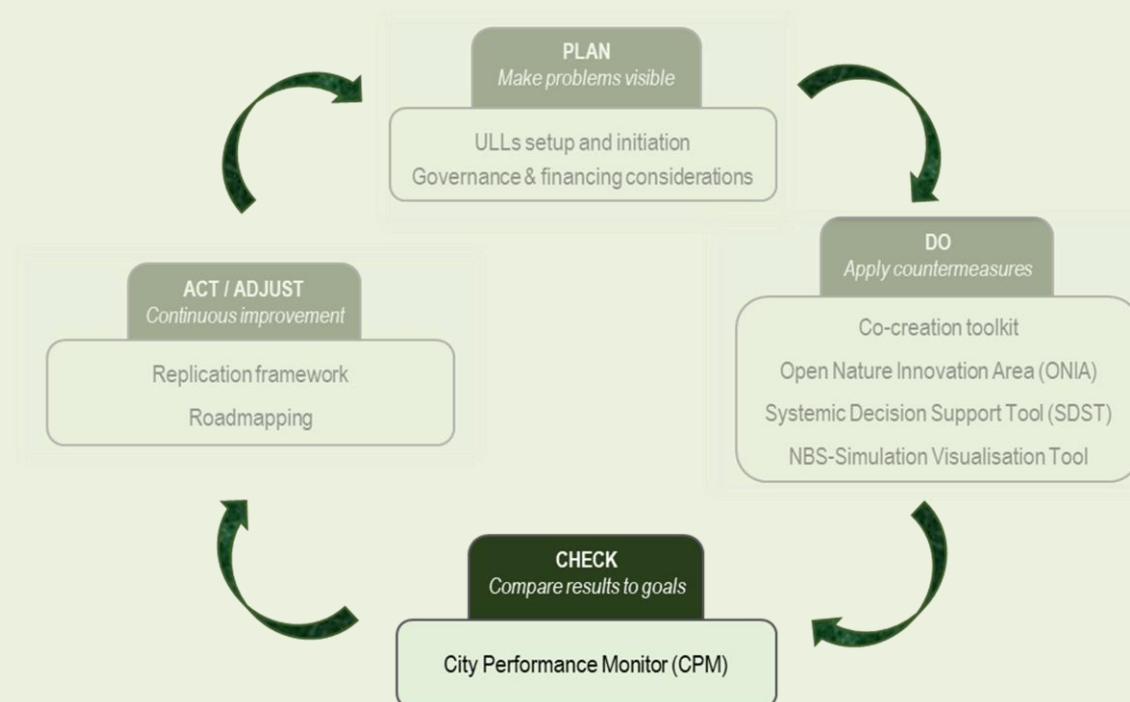 PLAN
Make problems visible
ULLs setup and initiation
Governance & financing considerations
DO
Apply countermeasures
Co-creation toolkit
Open Nature Innovation Area (ONIA)
Systemic Decision Support Tool (SDST)
NBS-Simulation Visualisation Tool
CHECK
Compare results to goals
City Performance Monitor (CPM)
ACT / ADJUST
Continuous improvement
Replication framework
Roadmapping